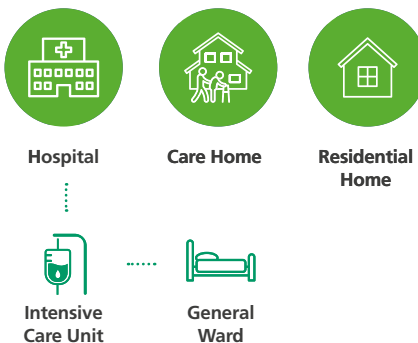 Hospital
Care Home
Residential
Home
Intensive
Care Unit
General
Ward